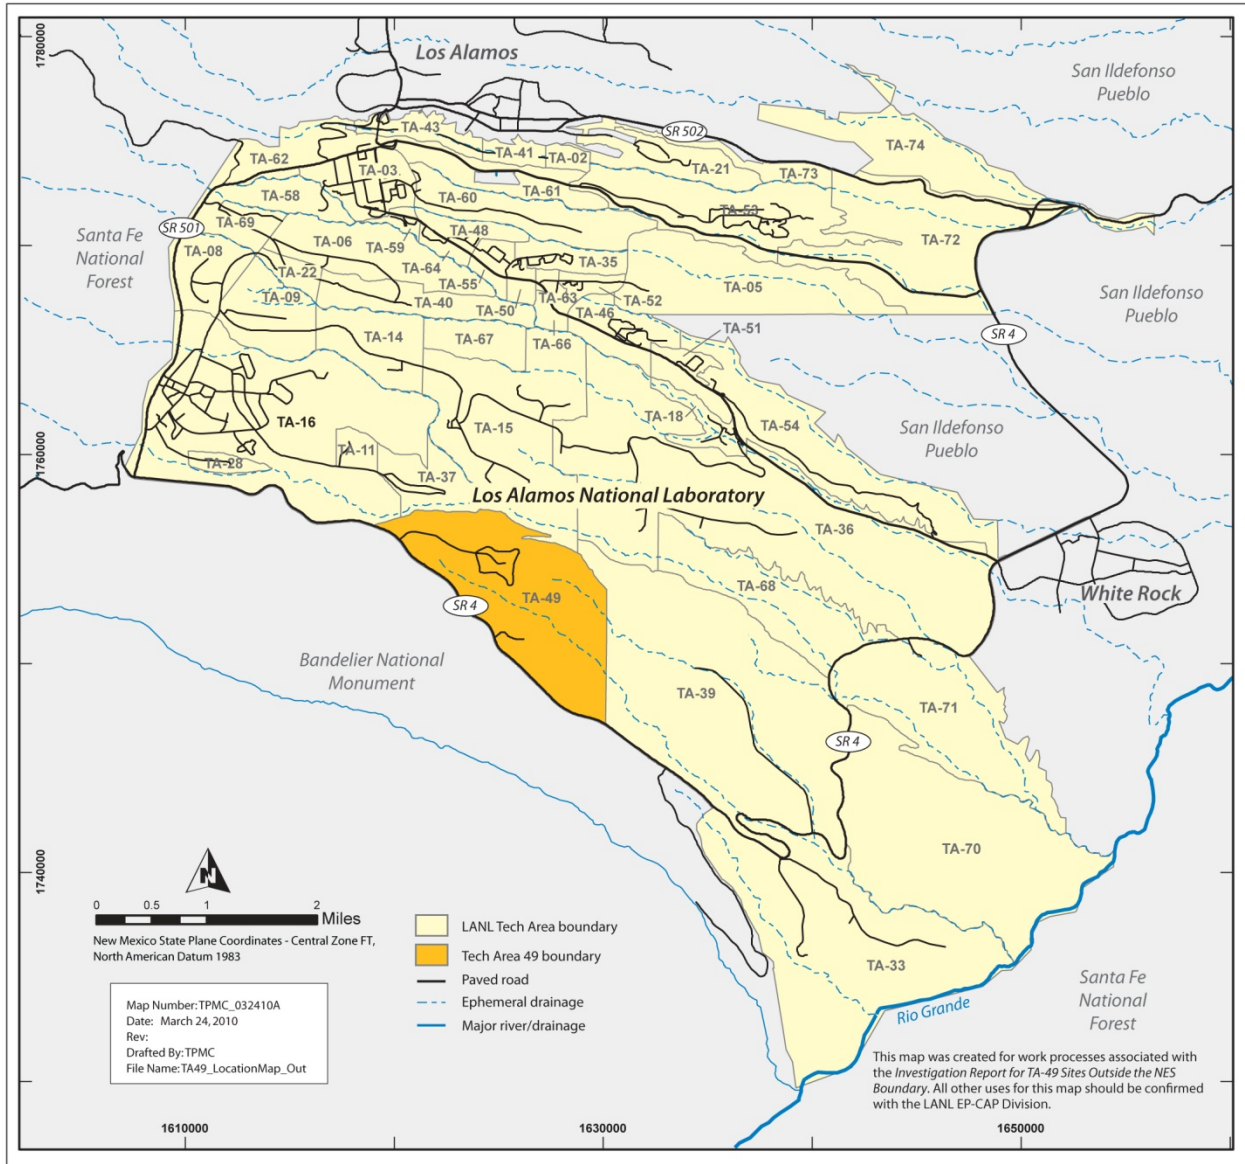 1780000
Los Alamos
San Ildefonso
Pueblo
SR 502
TA-43
TA-74
TA-62
TA-41
TA-02
TA-21
TA-73
TA-03
TA-58
TA-61
TA-60
TA-53
SR 501
TA-69
TA-48
TA-72
Santa Fe
National
Forest
TA-08
TA-06
TA-59
TA-64
TA-35
TA-22
TA-55
TA-05
TA-09
TA-40
TA-50
TA-63
TA-52
TA-46
San Ildefonso
Pueblo
TA-14
TA-67
TA-66
TA-51
SR 4
TA-16
TA-15
TA-18
TA-54
San Ildefonso
Pueblo
1760000
TA-28
TA-11
TA-37
Los Alamos National Laboratory
TA-36
TA-49
SR 4
TA-68
White Rock
Bandelier National
Monument
TA-39
TA-71
SR 4
TA-70
1740000
N
0 0.5 1 2 Miles
New Mexico State Plane Coordinates - Central Zone FT,
North American Datum 1983
LANL Tech Area boundary
Tech Area 49 boundary
Paved road
Ephemeral drainage
Major river/drainage
TA-33
Rio Grande
Santa Fe
National
Forest
Map Number: TPMC_032410A
Date: March 24, 2010
Rev:
Drafted By: TPMC
File Name: TA49_LocationMap_Out
This map was created for work processes associated with
the Investigation Report for TA-49 Sites Outside the NES
Boundary. All other uses for this map should be confirmed
with the LANL EP-CAP Division.
1610000
1630000
1650000